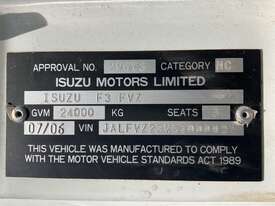 APPROVAL NO. CATEGORY HC
ISUZU MOTORS LIMITED
ISUZU F3 FVZ
GVM 24000 KG SEATS
07/06 VIN
THIS VEHICLE WAS MANUFACTURED TO COMPLY
WITH THE MOTOR VEHICLE STANDARDS ACT 1989